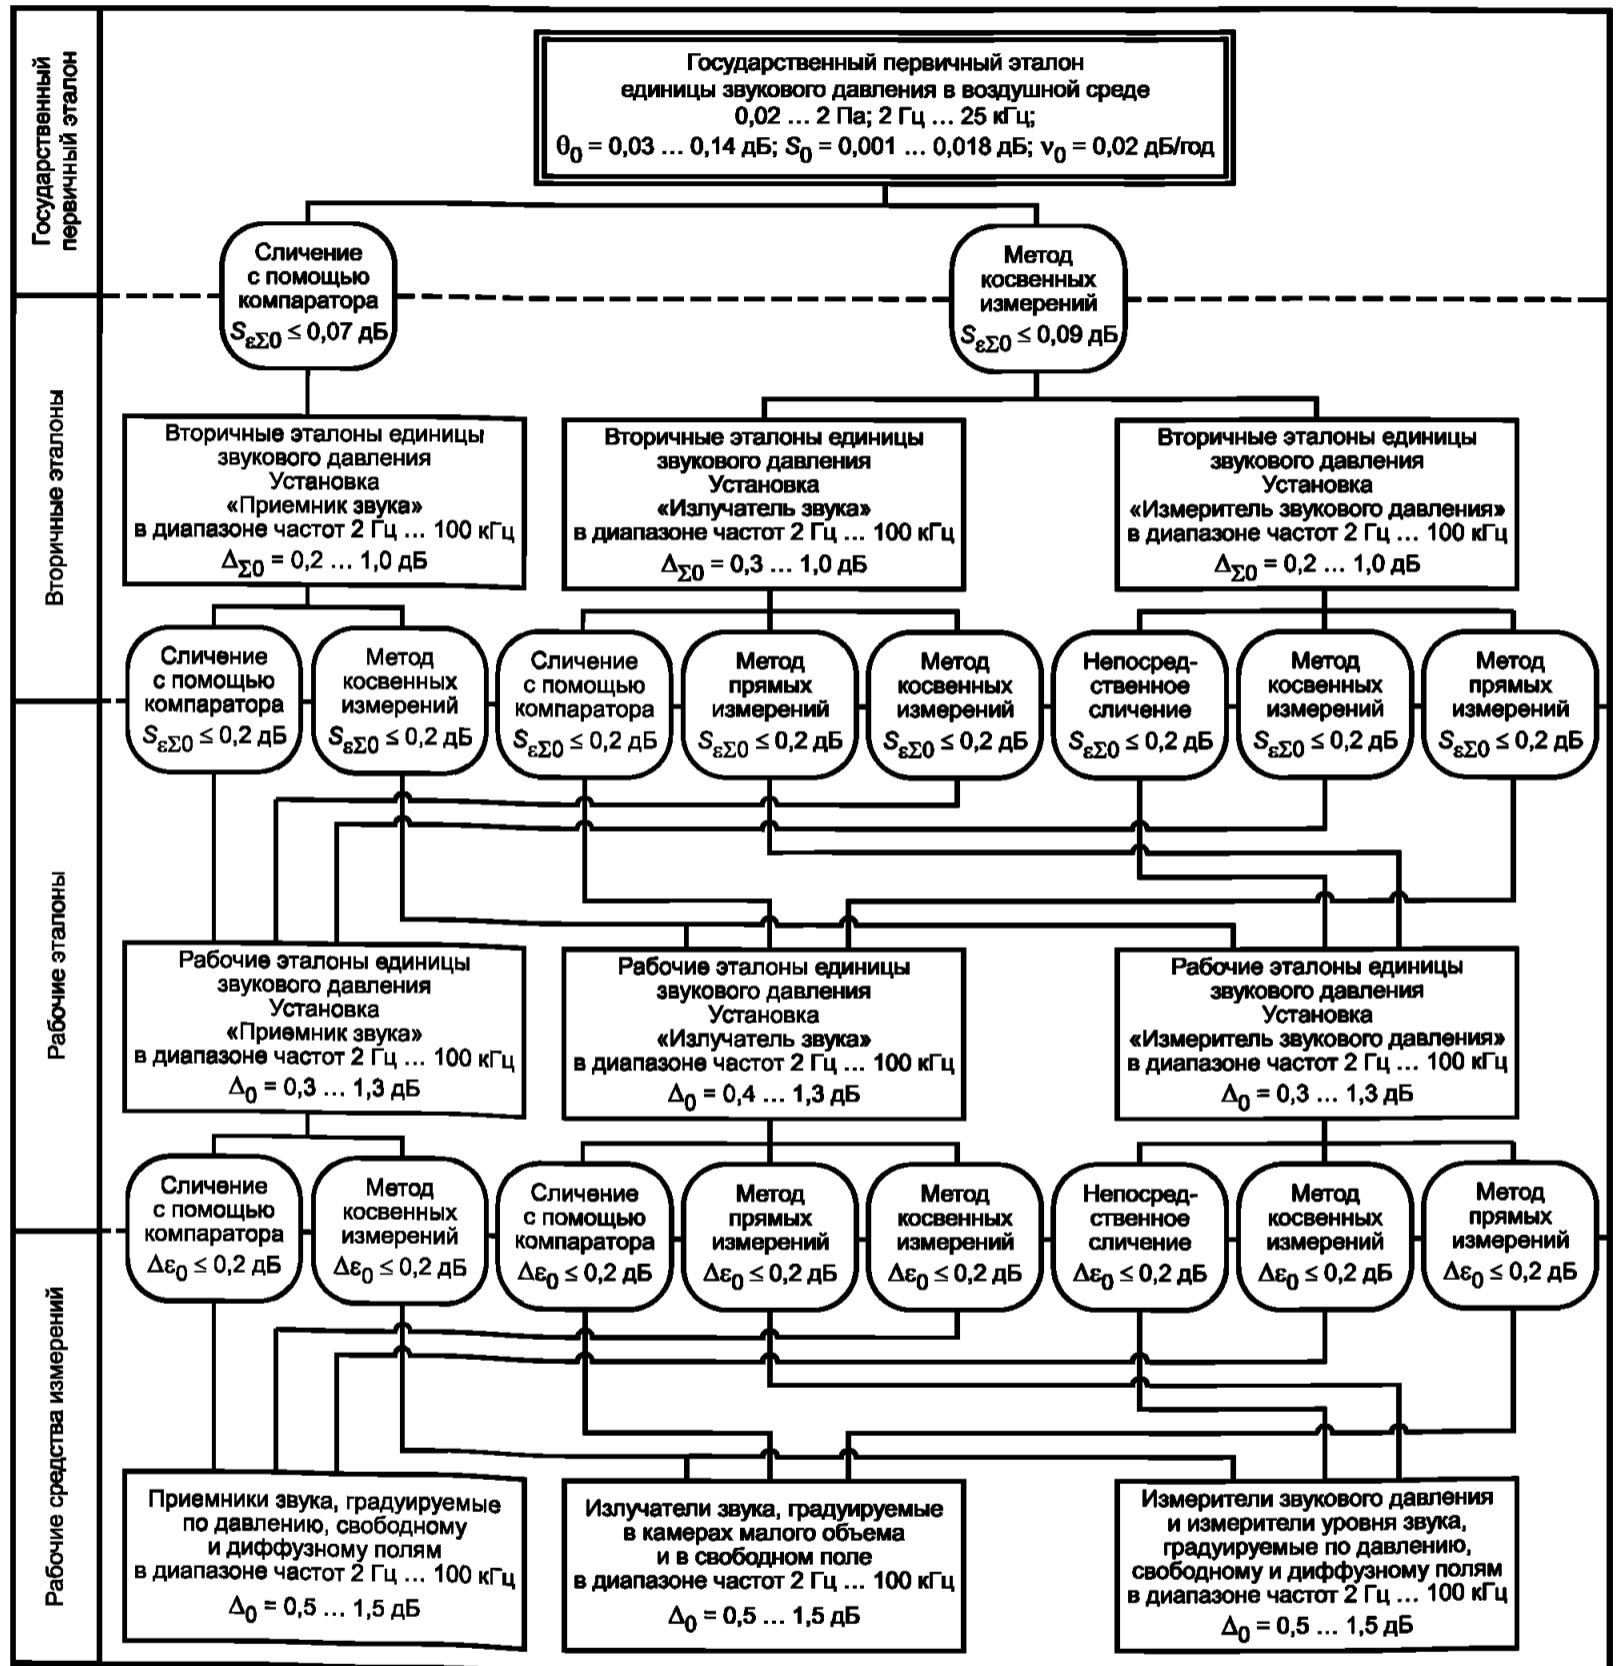 Государственный
первичный эталон
Государственный первичный эталон
единицы звукового давления в воздушной среде
0,02 ... 2 Па; 2 Гц ... 25 кГц;
θ0 = 0,03 ... 0,14 дБ; S0 = 0,001 ... 0,018 дБ; ν0 = 0,02 дБ/год
Сличение
с помощью
компаратора
SεΣ0 ≤ 0,07 дБ
Метод
косвенных
измерений
SεΣ0 ≤ 0,09 дБ
Вторичные эталоны
Вторичные эталоны единицы
звукового давления
Установка
«Приемник звука»
в диапазоне частот 2 Гц ... 100 кГц
ΔΣ0 = 0,2 ... 1,0 дБ
Вторичные эталоны единицы
звукового давления
Установка
«Излучатель звука»
в диапазоне частот 2 Гц ... 100 кГц
ΔΣ0 = 0,3 ... 1,0 дБ
Вторичные эталоны единицы
звукового давления
Установка
«Измеритель звукового давления»
в диапазоне частот 2 Гц ... 100 кГц
ΔΣ0 = 0,2 ... 1,0 дБ
Сличение
с помощью
компаратора
SεΣ0 ≤ 0,2 дБ
Метод
косвенных
измерений
SεΣ0 ≤ 0,2 дБ
Сличение
с помощью
компаратора
SεΣ0 ≤ 0,2 дБ
Метод
прямых
измерений
SεΣ0 ≤ 0,2 дБ
Метод
косвенных
измерений
SεΣ0 ≤ 0,2 дБ
Непосред-
ственное
сличение
SεΣ0 ≤ 0,2 дБ
Метод
косвенных
измерений
SεΣ0 ≤ 0,2 дБ
Метод
прямых
измерений
SεΣ0 ≤ 0,2 дБ
Рабочие эталоны
Рабочие эталоны единицы
звукового давления
Установка
«Приемник звука»
в диапазоне частот 2 Гц ... 100 кГц
Δ0 = 0,3 ... 1,3 дБ
Рабочие эталоны единицы
звукового давления
Установка
«Излучатель звука»
в диапазоне частот 2 Гц ... 100 кГц
Δ0 = 0,4 ... 1,3 дБ
Рабочие эталоны единицы
звукового давления
Установка
«Измеритель звукового давления»
в диапазоне частот 2 Гц ... 100 кГц
Δ0 = 0,3 ... 1,3 дБ
Сличение
с помощью
компаратора
Δε0 ≤ 0,2 дБ
Метод
косвенных
измерений
Δε0 ≤ 0,2 дБ
Сличение
с помощью
компаратора
Δε0 ≤ 0,2 дБ
Метод
прямых
измерений
Δε0 ≤ 0,2 дБ
Метод
косвенных
измерений
Δε0 ≤ 0,2 дБ
Непосред-
ственное
сличение
Δε0 ≤ 0,2 дБ
Метод
косвенных
измерений
Δε0 ≤ 0,2 дБ
Метод
прямых
измерений
Δε0 ≤ 0,2 дБ
Рабочие средства измерений
Приемники звука, градуируемые
по давлению, свободному
и диффузному полям
в диапазоне частот 2 Гц ... 100 кГц
Δ0 = 0,5 ... 1,5 дБ
Излучатели звука, градуируемые
в камерах малого объема
и в свободном поле
в диапазоне частот 2 Гц ... 100 кГц
Δ0 = 0,5 ... 1,5 дБ
Измерители звукового давления
и измерители уровня звука,
градуируемые по давлению,
свободному и диффузному полям
в диапазоне частот 2 Гц ... 100 кГц
Δ0 = 0,5 ... 1,5 дБ